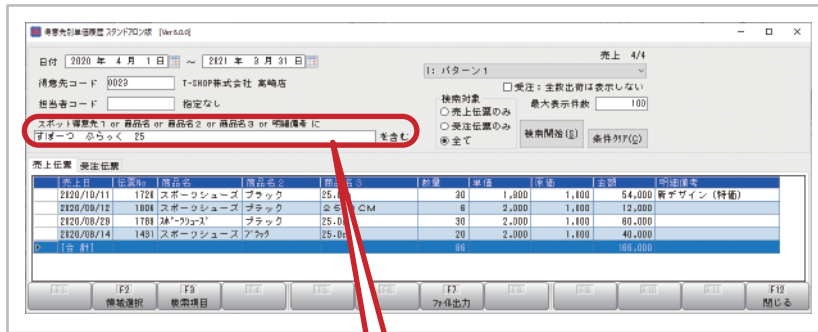 得意先別単価履歴 スタンドアロン版 [Ver 6.0.0]
日付 2020 年 4 月 1 日 ～ 2021 年 3 月 31 日
売上 4/4
1: パターン1
得意先コード 0023 T-SHOP株式会社 高崎店
受注：全数出荷は表示しない
担当者コード 指定なし
検索対象
最大表示件数 100
売上伝票のみ
受注伝票のみ
全て
検索開始(S)
条件クリア(C)
スポット得意先1 or 商品名 or 商品名2 or 商品名3 or 明細備考 に
すぽーつ ぶらっく 25 を含む
売上伝票 受注伝票
売上日 伝票No 商品名 商品名2 商品名3 数量 単価 原価 金額 明細備考
2020/10/11 1728 スポーツシューズ ブラック 30 1,800 1,000 54,000 新デザイン (特価)
2020/09/12 スポーツシューズ ブラック 6 2,000 1,000 12,000
2020/08/20 ｽﾎﾟｰﾂｼｭｰｽﾞ ブラック 30 2,000 1,000 60,000
2020/08/14 1431 スポーツシューズ ﾌﾞﾗｯｸ 20 2,000 1,000 40,000
[合 計] 86 166,000
F2 領域選択
F3 検索項目
F7 ﾌｧｲﾙ出力
F12 閉じる